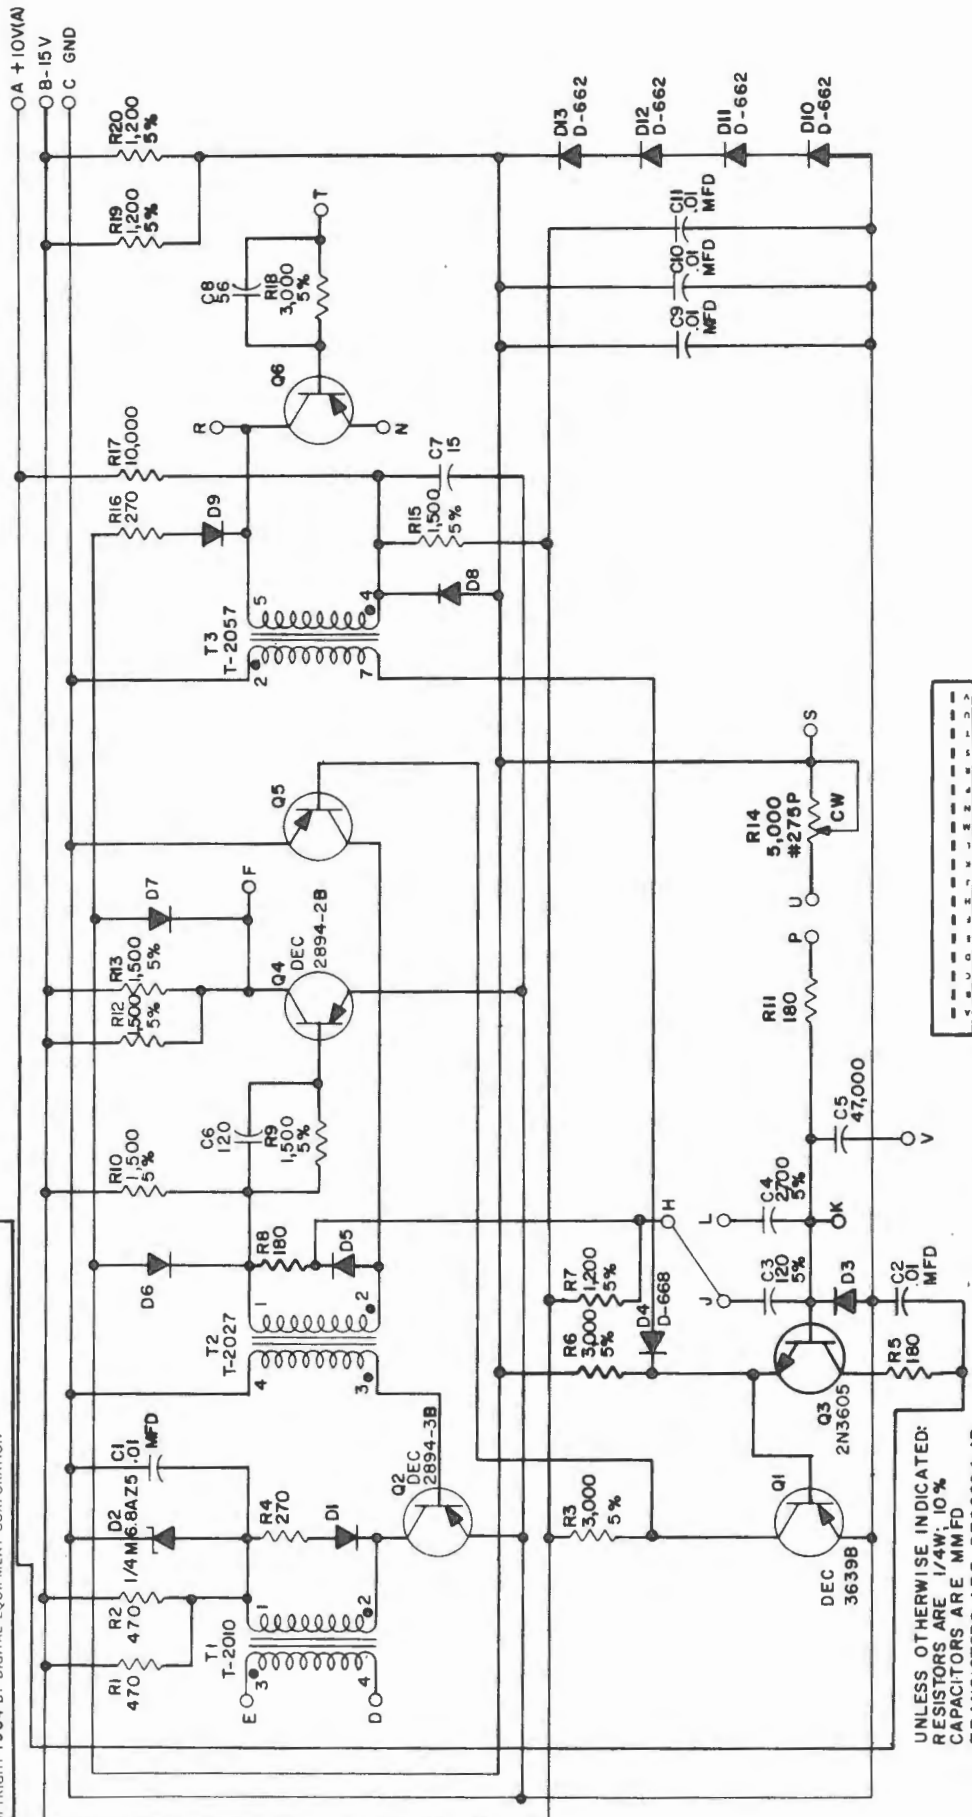 A +10V(A)
B-15V
C GND
R1
470
R2
470
D2
1/4M6.8AZ5
C1
.01
MFD
T1
T-2010
E
D
3
4
1
2
R4
270
D1
Q2
DEC
2894-3B
T2
T-2027
4
3
1
2
D6
R8
180
D5
R10
1,500
5%
C6
120
R9
1,500
5%
R12
1,500
5%
R13
1,500
5%
D7
F
Q4
DEC
2894-2B
Q5
T3
T-2057
2
7
5
4
R16
270
D9
D8
R17
10,000
R15
1,500
5%
C7
15
R
N
Q6
C8
56
R18
3,000
5%
T
R19
1,200
5%
R20
1,200
5%
R3
3,000
5%
Q1
DEC
3639B
R6
3,000
5%
R7
1,200
5%
D4
D-668
H
J
L
K
Q3
2N3605
C3
120
5%
D3
C4
2700
5%
C5
47,000
V
R5
180
C2
.01
MFD
R11
180
P
U
R14
5,000
#275P
CW
S
C9
.01
MFD
C10
.01
MFD
C11
.01
MFD
D13
D-662
D12
D-662
D11
D-662
D10
D-662
UNLESS OTHERWISE INDICATED:
RESISTORS ARE 1/4W; 10%
CAPACITORS ARE MMFD